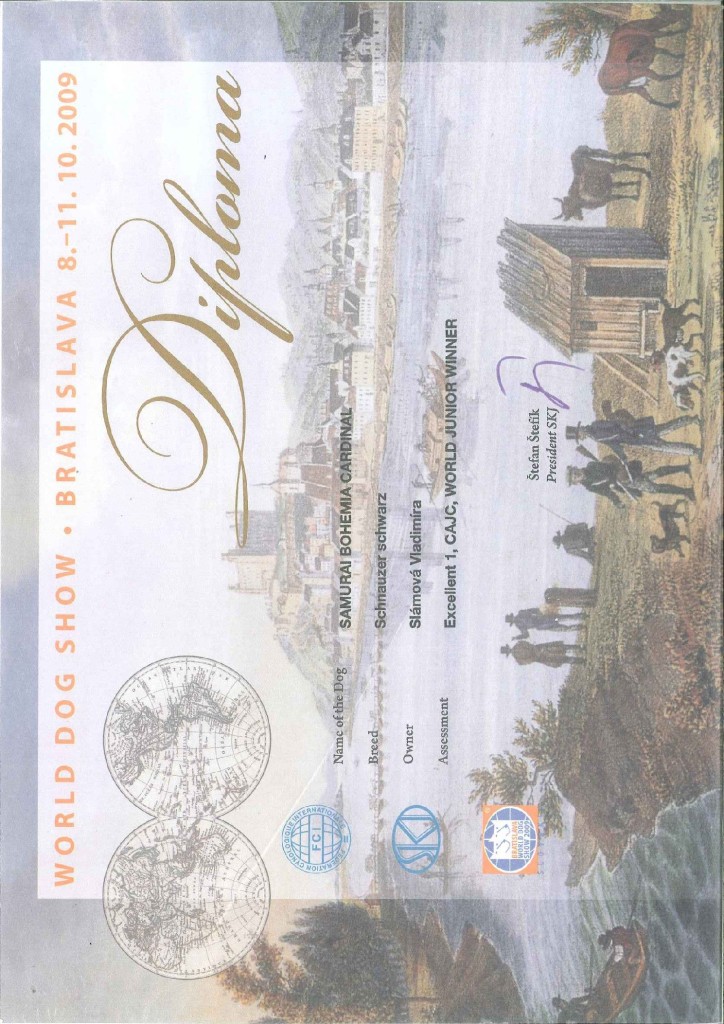 WORLD DOG SHOW • BRATISLAVA 8.–11. 10. 2009
Diploma
Name of the Dog SAMURAI BOHEMIA CARDINAL
Breed Schnauzer schwarz
Owner Slámová Vladimíra
Assessment Excellent 1, CAJC, WORLD JUNIOR WINNER
Štefan Štefík
President SKJ
FEDERATION CYNOLOGIQUE INTERNATIONALE
FCI
SKJ
BRATISLAVA
WORLD DOG
SHOW 2009